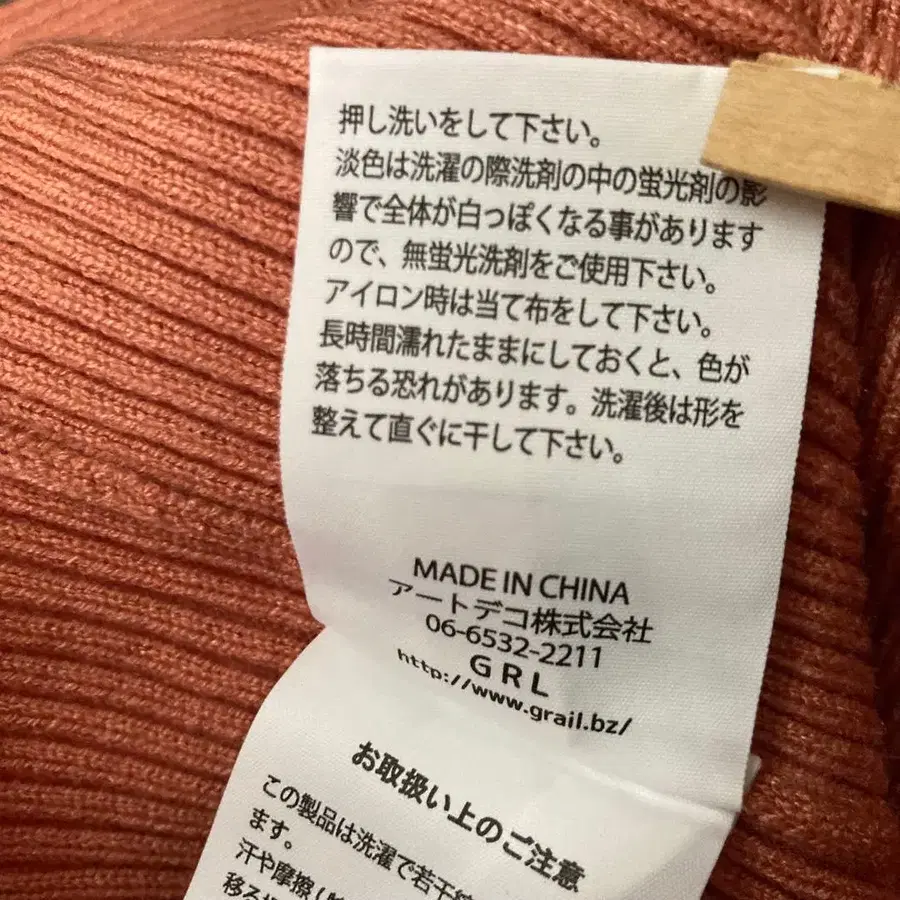 押し洗いをして下さい。
淡色は洗濯の際洗剤の中の蛍光剤の影
響で全体が白っぽくなる事があります
ので、無蛍光洗剤をご使用下さい。
アイロン時は当て布をして下さい。
長時間濡れたままにしておくと、色が
落ちる恐れがあります。洗濯後は形を
整えて直ぐに干して下さい。
MADE IN CHINA
アートデコ株式会社
06-6532-2211
GRL
http://www.grail.bz/
お取扱い上のご注意
この製品は洗濯で若干
ます。
汗や摩擦
移る